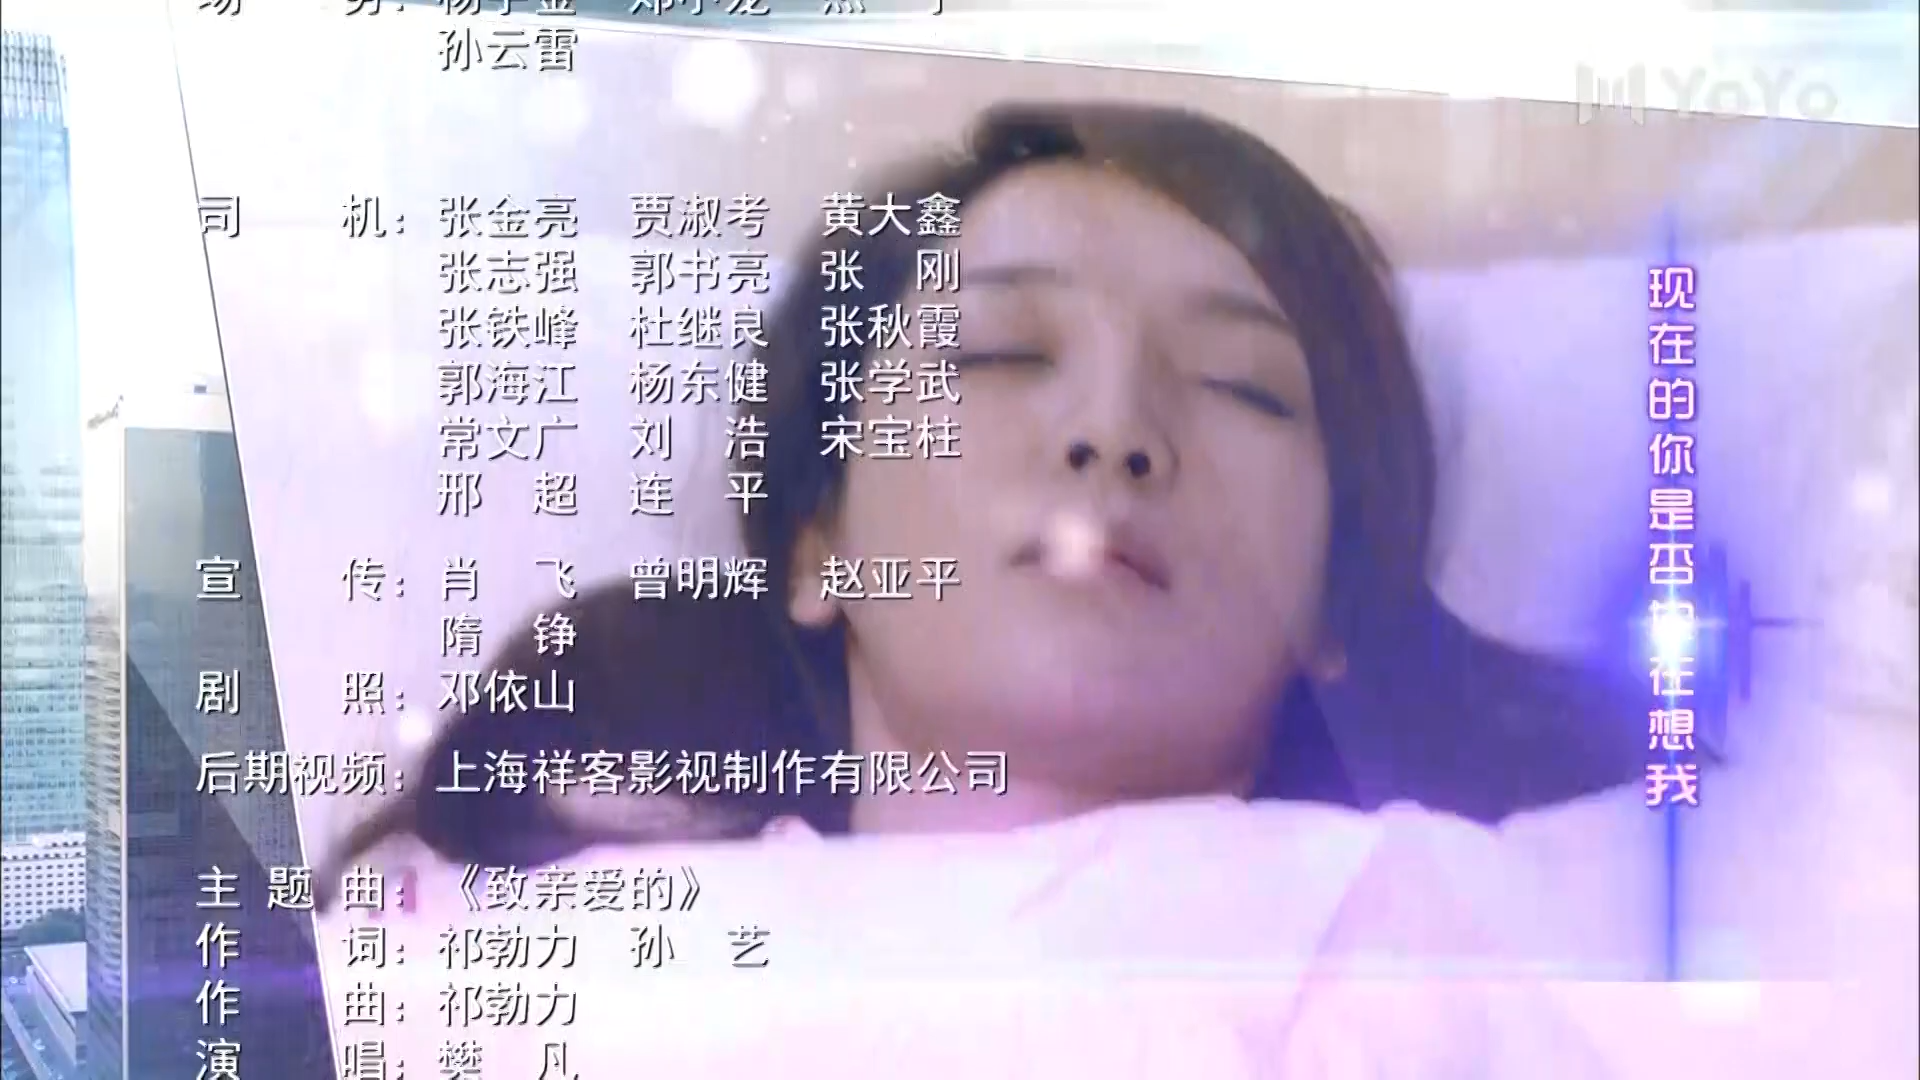 孙云雷
YoYo
司 机：张金亮 贾淑考 黄大鑫
张志强 郭书亮 张 刚
张铁峰 杜继良 张秋霞
郭海江 杨东健 张学武
常文广 刘 浩 宋宝柱
邢 超 连 平
宣 传：肖 飞 曾明辉 赵亚平
隋 铮
剧 照：邓依山
后期视频：上海祥客影视制作有限公司
主 题 曲：《致亲爱的》
作 词：祁勃力 孙 艺
作 曲：祁勃力
演 唱：樊 凡
现在的你是否也在想我